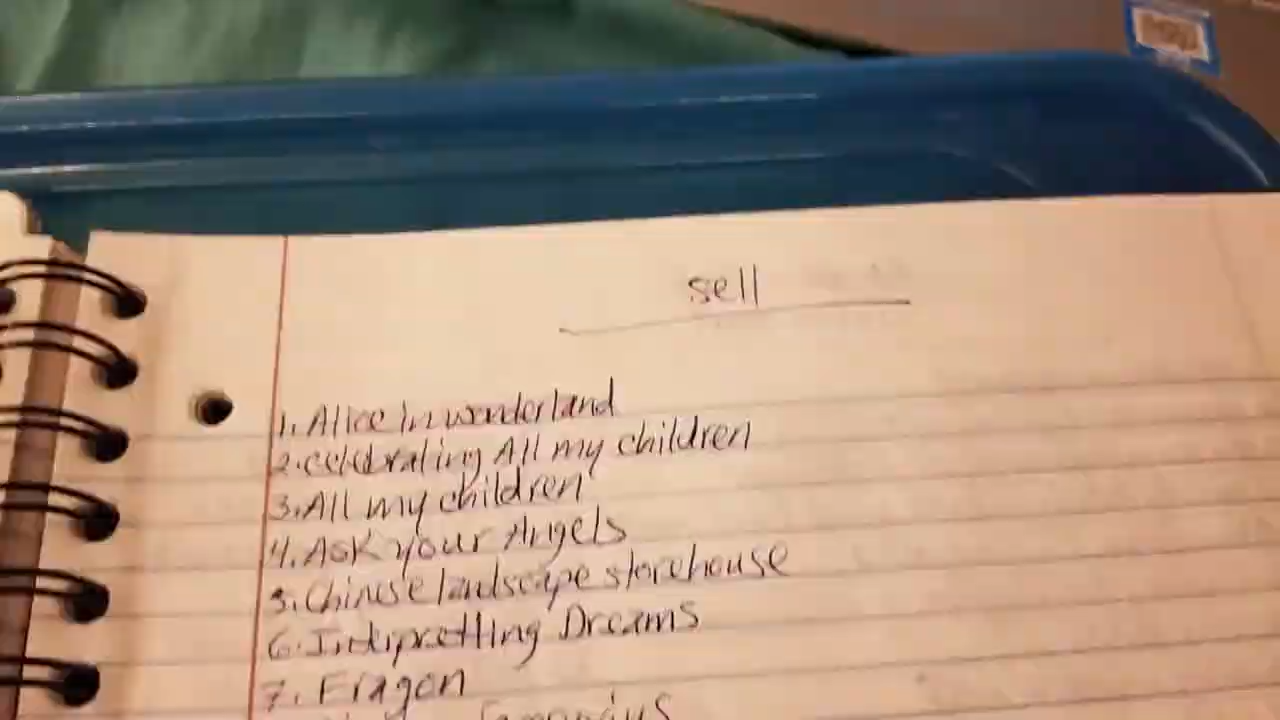 sell
1. Alice in wonderland
2. celebrating All my children
3. All my children
4. Ask your Angels
5. Chinese landscape storehouse
6. Interpretting Dreams
7. Eragon